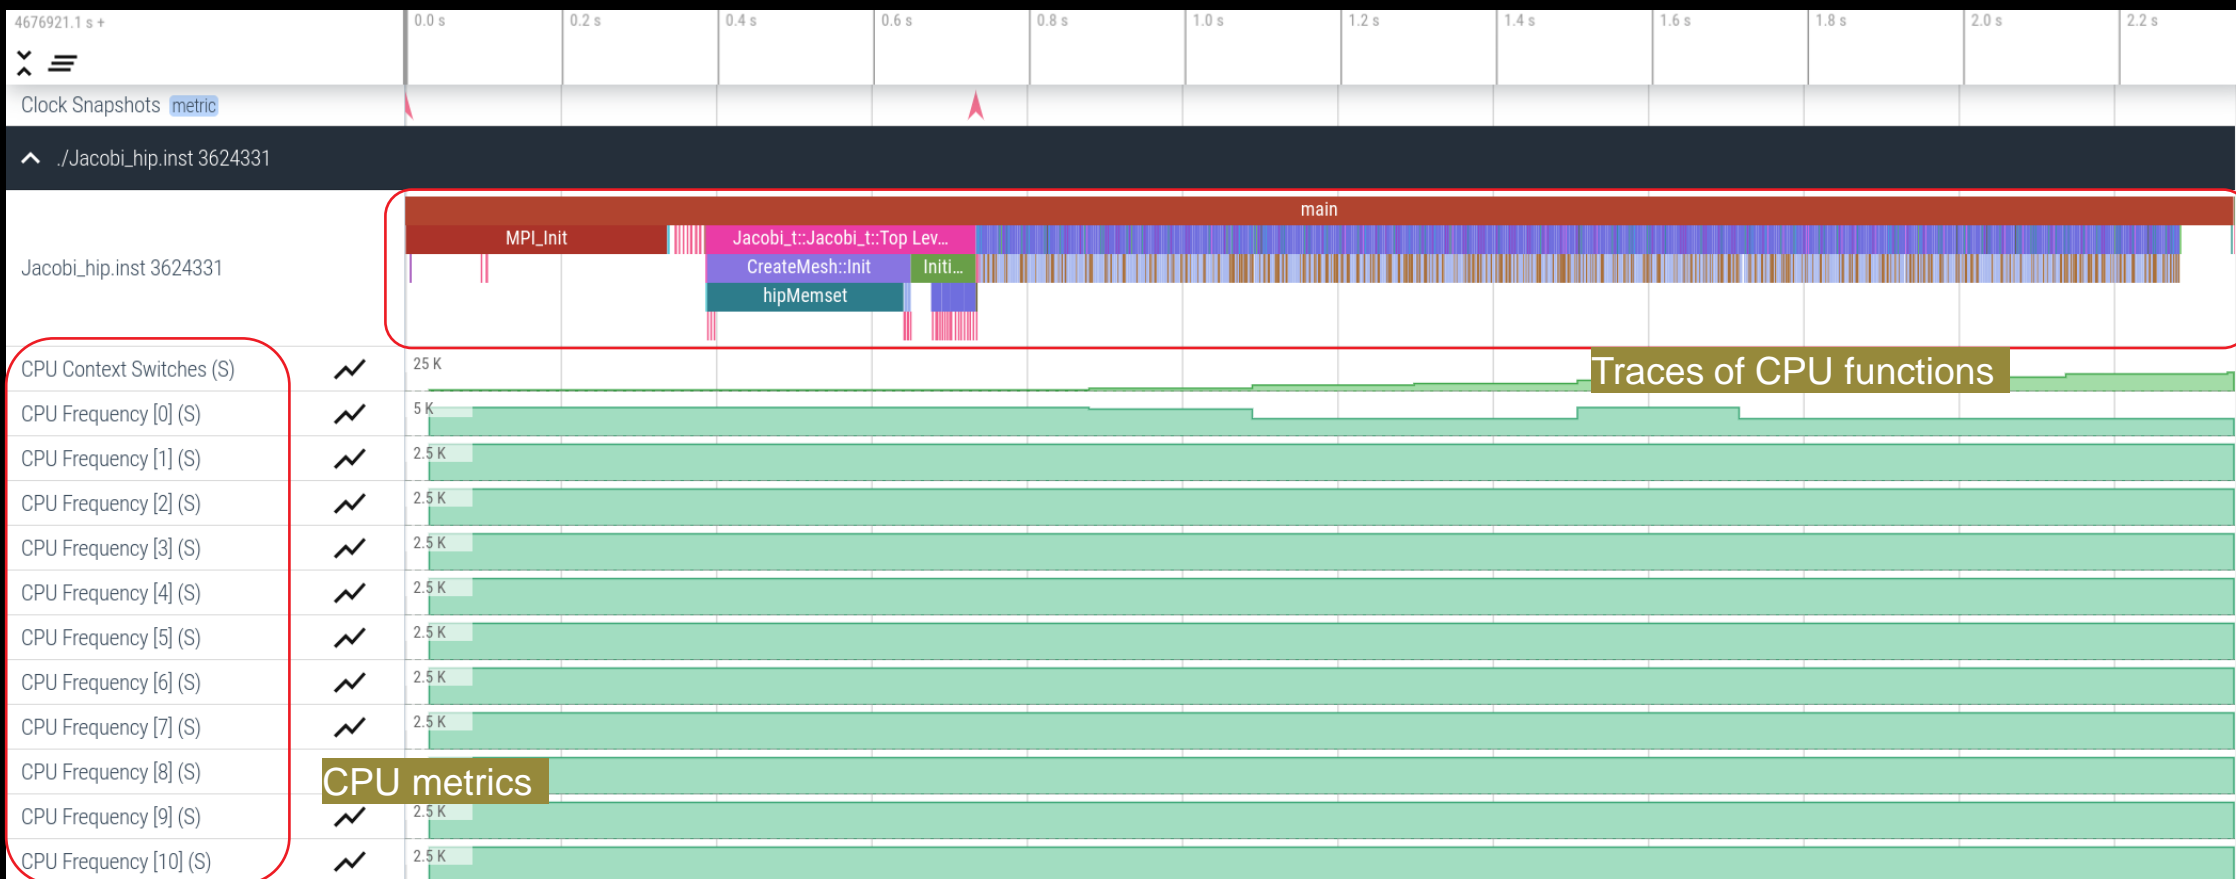 4676921.1 s +
0.0 s 0.2 s 0.4 s 0.6 s 0.8 s 1.0 s 1.2 s 1.4 s 1.6 s 1.8 s 2.0 s 2.2 s
Clock Snapshots metric
./Jacobi_hip.inst 3624331
main
MPI_Init Jacobi_t::Jacobi_t::Top Lev...
Jacobi_hip.inst 3624331 CreateMesh::Init Initi...
hipMemset
CPU Context Switches (S) 25 K Traces of CPU functions
CPU Frequency [0] (S) 5 K
CPU Frequency [1] (S) 2.5 K
CPU Frequency [2] (S) 2.5 K
CPU Frequency [3] (S) 2.5 K
CPU Frequency [4] (S) 2.5 K
CPU Frequency [5] (S) 2.5 K
CPU Frequency [6] (S) 2.5 K
CPU Frequency [7] (S) 2.5 K
CPU Frequency [8] (S) CPU metrics
CPU Frequency [9] (S) 2.5 K
CPU Frequency [10] (S) 2.5 K